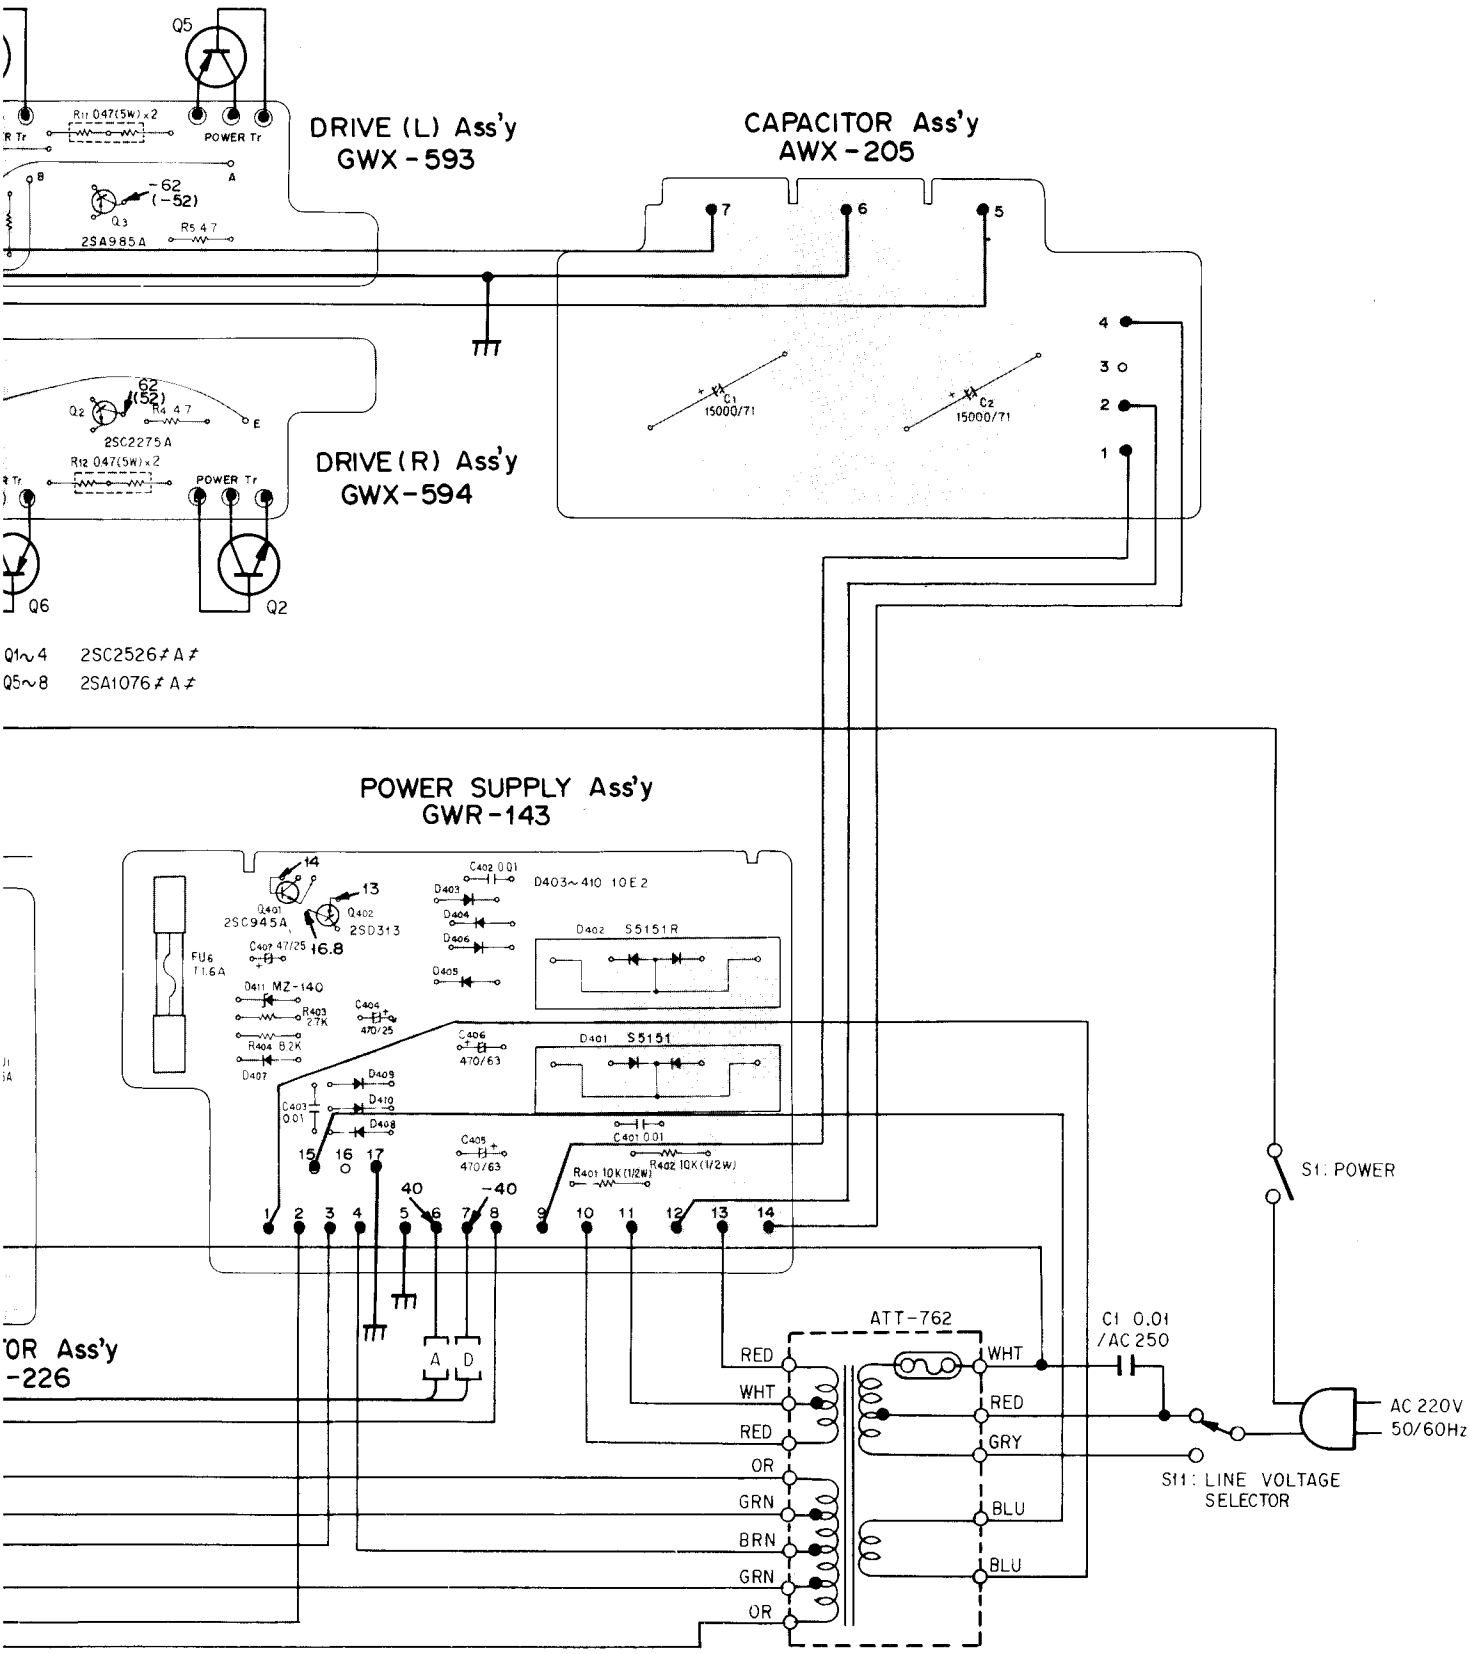 Q5
R11 0.47(5W)×2
R Tr
POWER Tr
DRIVE (L) Ass'y
GWX-593
B
A
-62
(-52)
Q3
2SA985A
R5 4.7
CAPACITOR Ass'y
AWX-205
7
6
5
4
3
2
1
C1
15000/71
C2
15000/71
62
(52)
Q2
R4 4.7
E
2SC2275A
R12 0.47(5W)×2
POWER Tr
DRIVE(R) Ass'y
GWX-594
Q6
Q2
Q1~4 2SC2526≠A≠
Q5~8 2SA1076≠A≠
POWER SUPPLY Ass'y
GWR-143
14
13
Q401
2SC945A
Q402
2SD313
16.8
C407 47/25
FU6
T1.6A
D411 MZ-140
R403
2.7K
R404 8.2K
D407
C404
470/25
C402 0.01
D403
D404
D406
D405
D403~410 10E2
D402 S5151R
D401 S5151
C406
470/63
D409
D410
D408
C403
0.01
C405
470/63
C401 0.01
R402 10K(1/2W)
R401 10K(1/2W)
15 16 17
40
-40
1 2 3 4 5 6 7 8 9 10 11 12 13 14
S1: POWER
'OR Ass'y
-226
A
D
ATT-762
C1 0.01
/AC250
RED
WHT
RED
OR
GRN
BRN
GRN
OR
WHT
RED
GRY
BLU
BLU
AC 220V
50/60Hz
S11: LINE VOLTAGE
SELECTOR